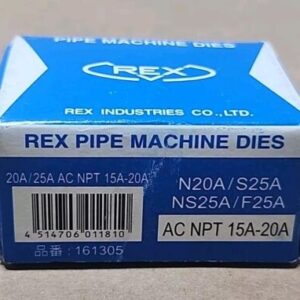 PIPE MACHINE DIES
REX
REX INDUSTRIES CO.,LTD.
REX PIPE MACHINE DIES
20A/25A AC NPT 15A-20A
N20A/S25A
NS25A/F25A
4 514706 011810
AC NPT 15A-20A
品番:161305